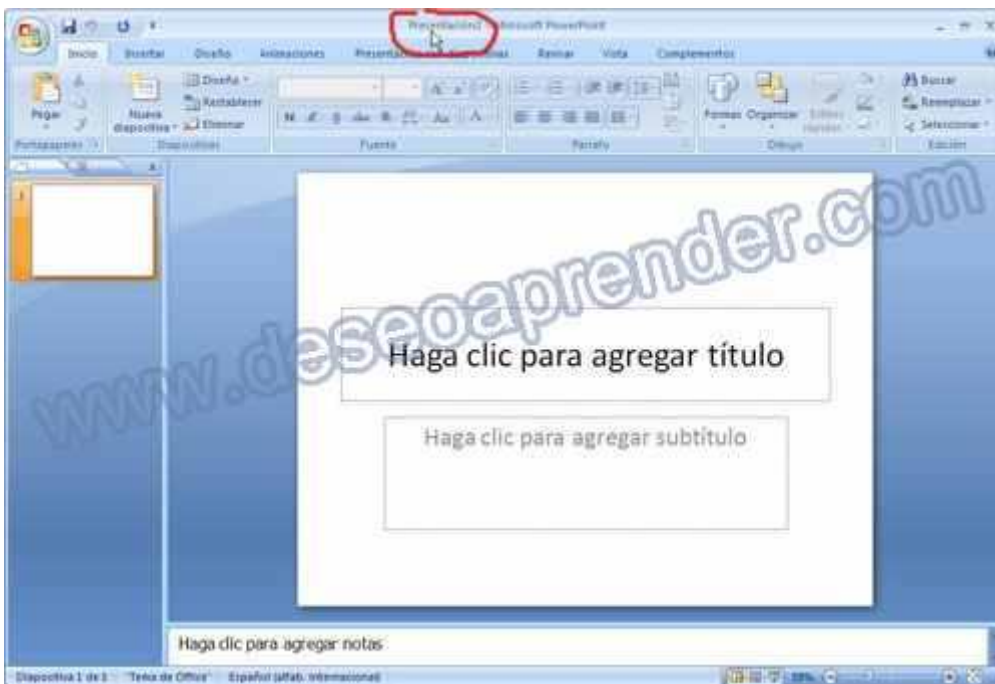 Microsoft PowerPoint
Inicio Insertar Diseño Animaciones Revisar Vista Complementos
Pegar
Nueva diapositiva
Diseño
Restablecer
Eliminar
Formas Organizar
Buscar
Reemplazar
Seleccionar
Portapapeles Diapositivas Fuente Párrafo Dibujo Edición
1
www.deseoaprender.com
Haga clic para agregar título
Haga clic para agregar subtítulo
Haga clic para agregar notas
Diapositiva 1 de 1 "Tema de Office" Español (alfab. internacional)